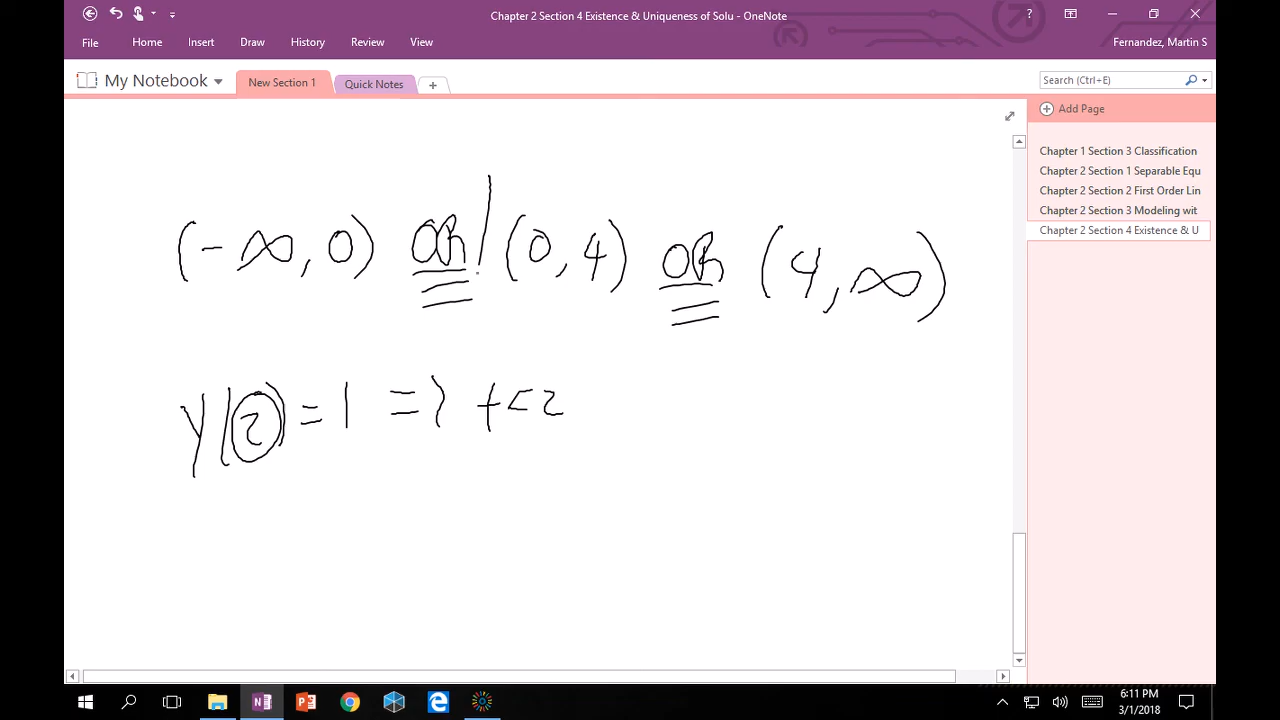 Chapter 2 Section 4 Existence & Uniqueness of Solu - OneNote
?
File Home Insert Draw History Review View
Fernandez, Martin S
My Notebook
New Section 1
Quick Notes
Search (Ctrl+E)
Add Page
Chapter 1 Section 3 Classification
Chapter 2 Section 1 Separable Equ
Chapter 2 Section 2 First Order Lin
Chapter 2 Section 3 Modeling wit
Chapter 2 Section 4 Existence & U
(-∞,0) OR (0,4) OR (4,∞)
y(2) = 1 =>
6:11 PM
3/1/2018